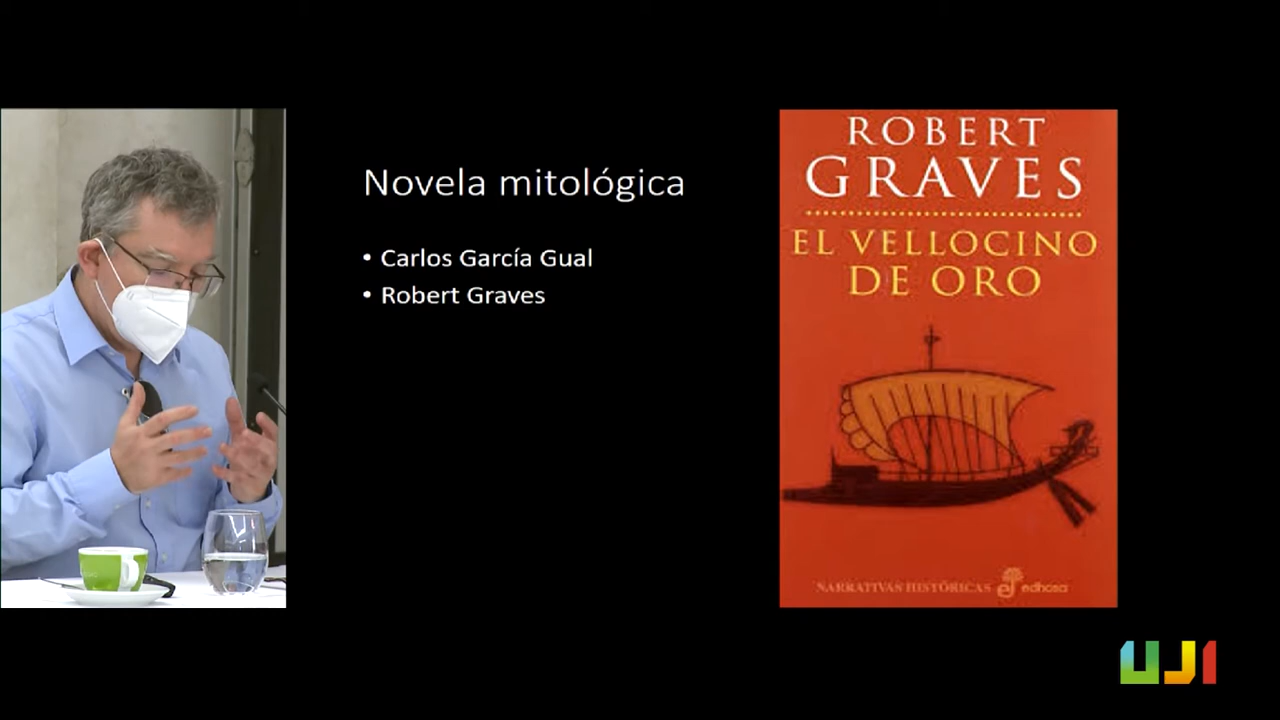 Novela mitológica
• Carlos García Gual
• Robert Graves
ROBERT
GRAVES
EL VELLOCINO
DE ORO
NARRATIVAS HISTÓRICAS edhasa
UJI